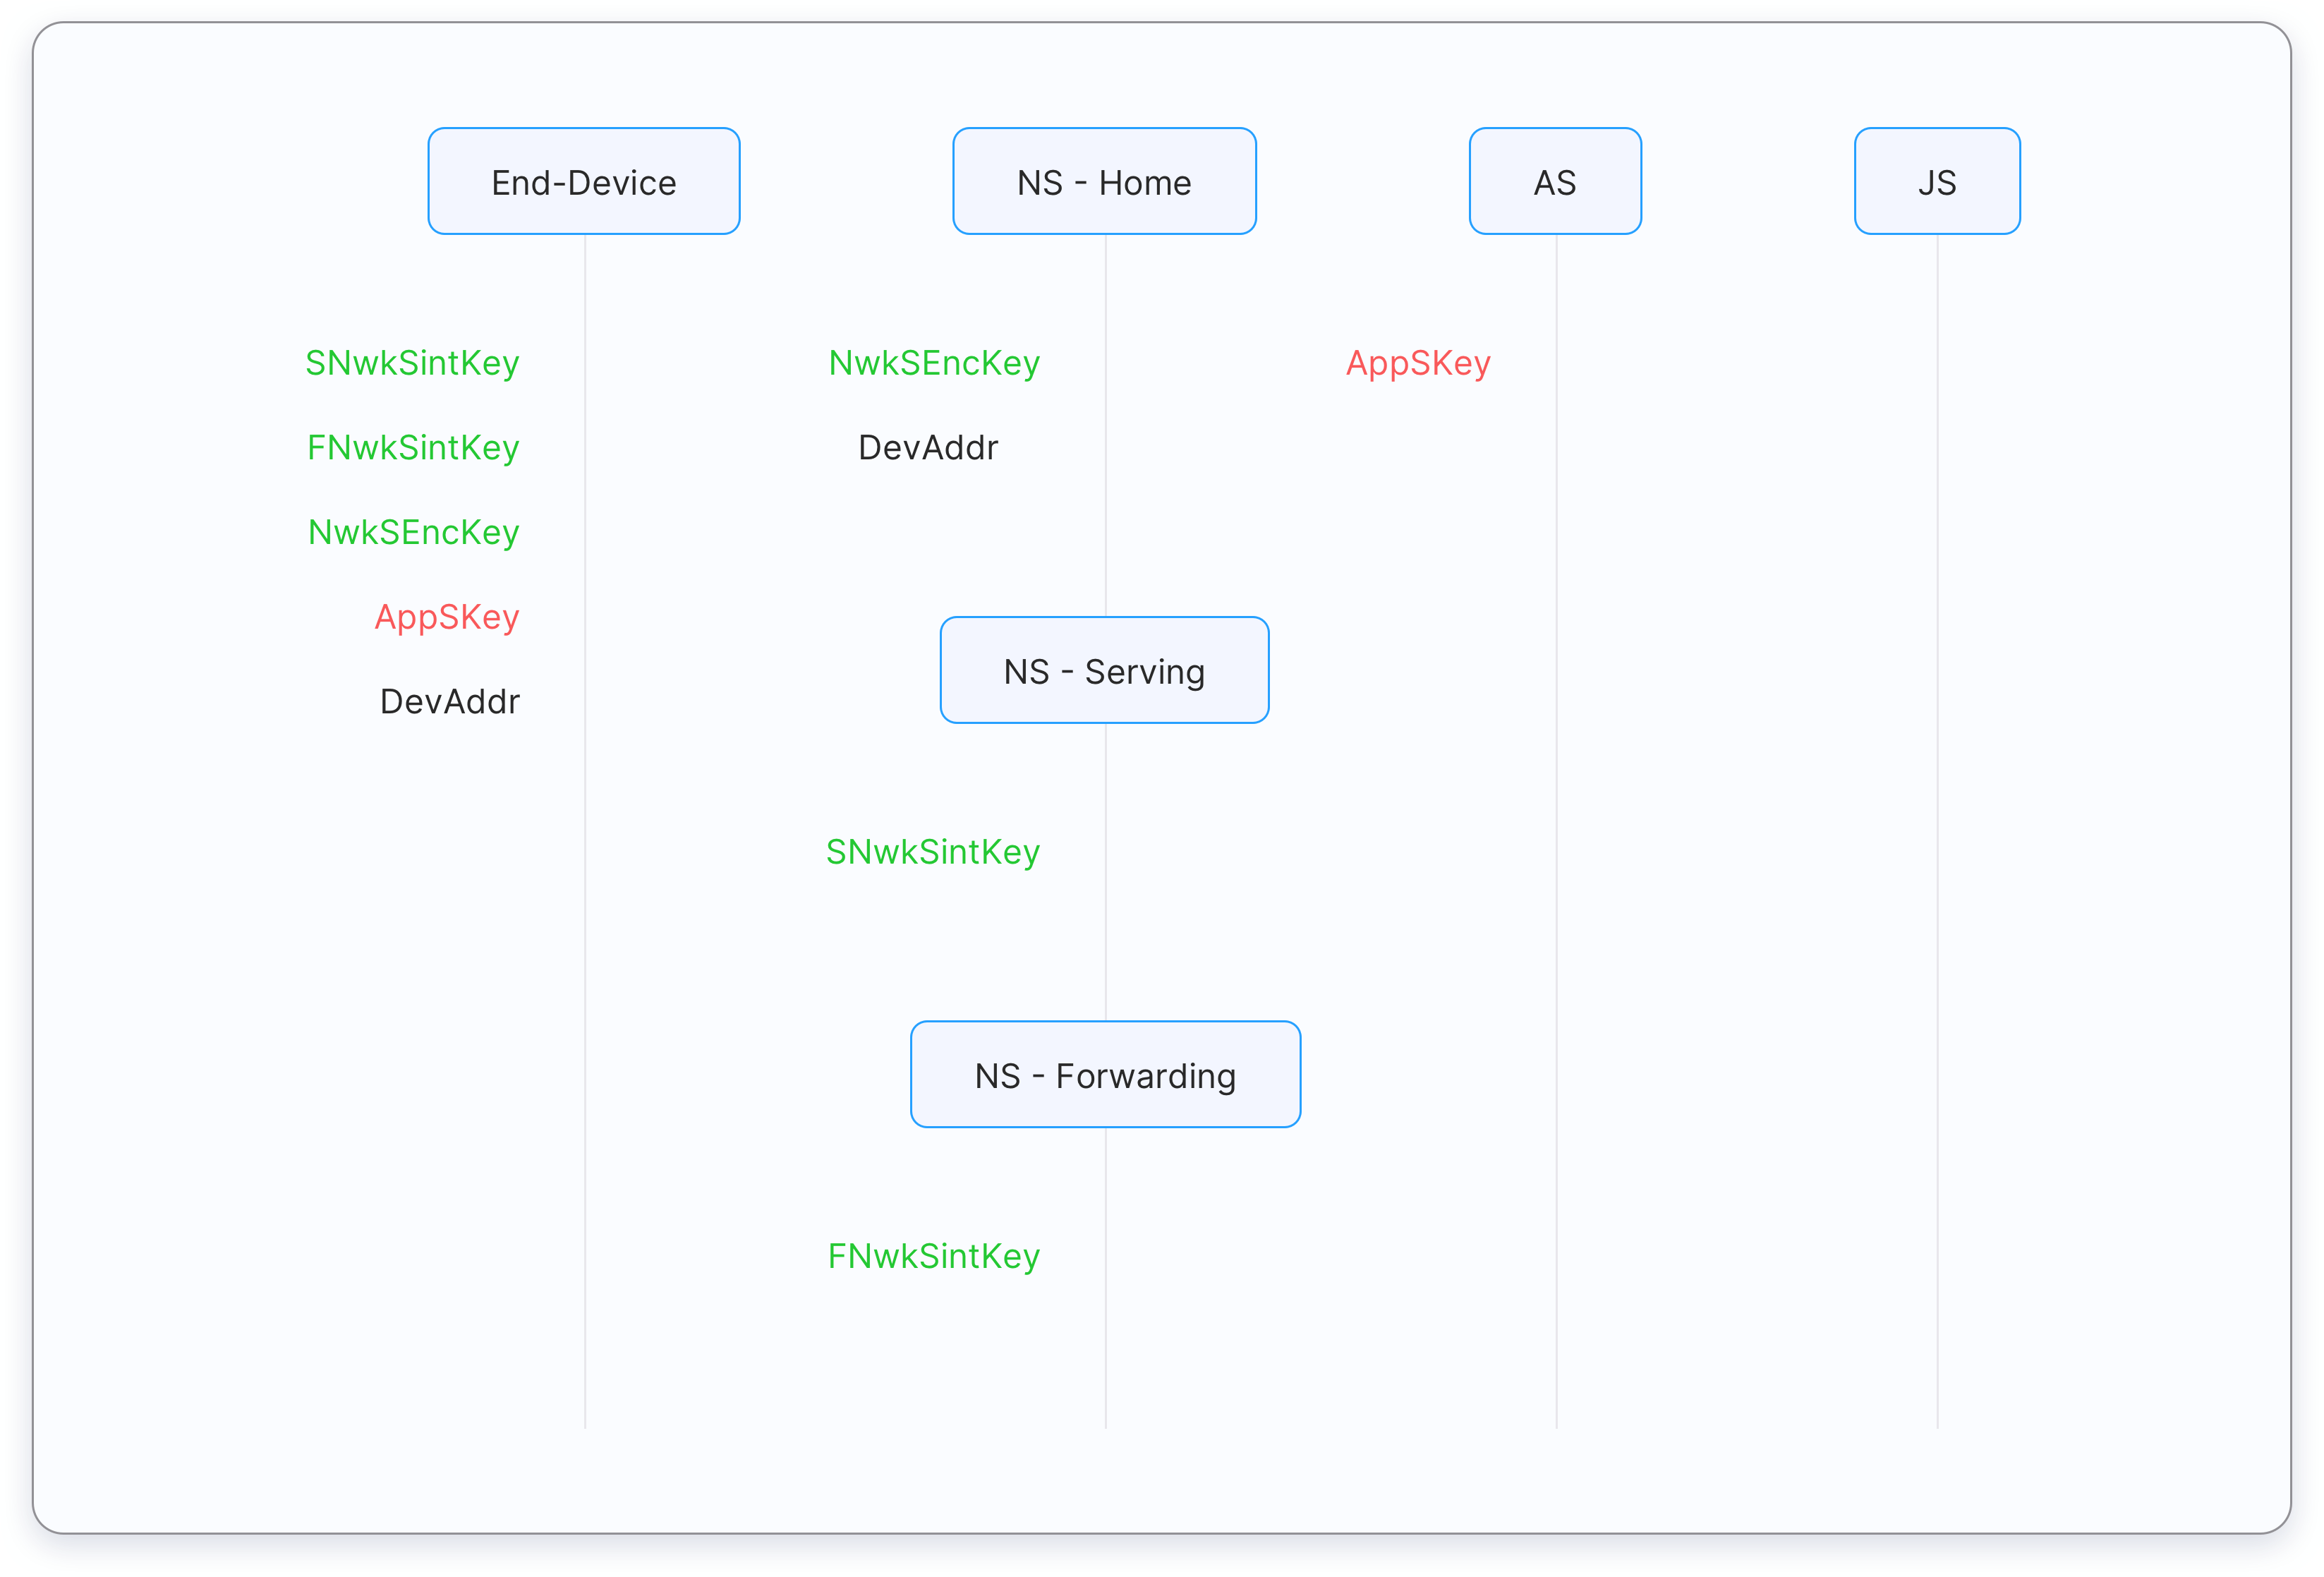 End-Device
NS - Home
AS
JS
SNwkSintKey
NwkSEncKey
AppSKey
FNwkSintKey
DevAddr
NwkSEncKey
AppSKey
NS - Serving
DevAddr
SNwkSintKey
NS - Forwarding
FNwkSintKey